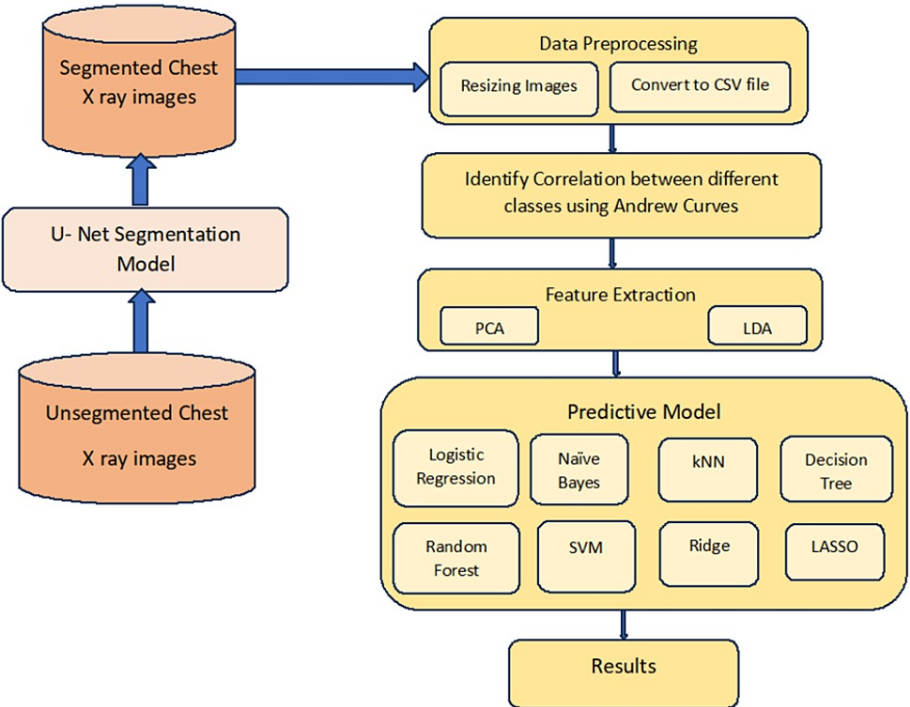 Segmented Chest
X ray images
U- Net Segmentation
Model
Unsegmented Chest
X ray images
Data Preprocessing
Resizing Images
Convert to CSV file
Identify Correlation between different
classes using Andrew Curves
Feature Extraction
PCA
LDA
Predictive Model
Logistic
Regression
Naïve
Bayes
kNN
Decision
Tree
Random
Forest
SVM
Ridge
LASSO
Results